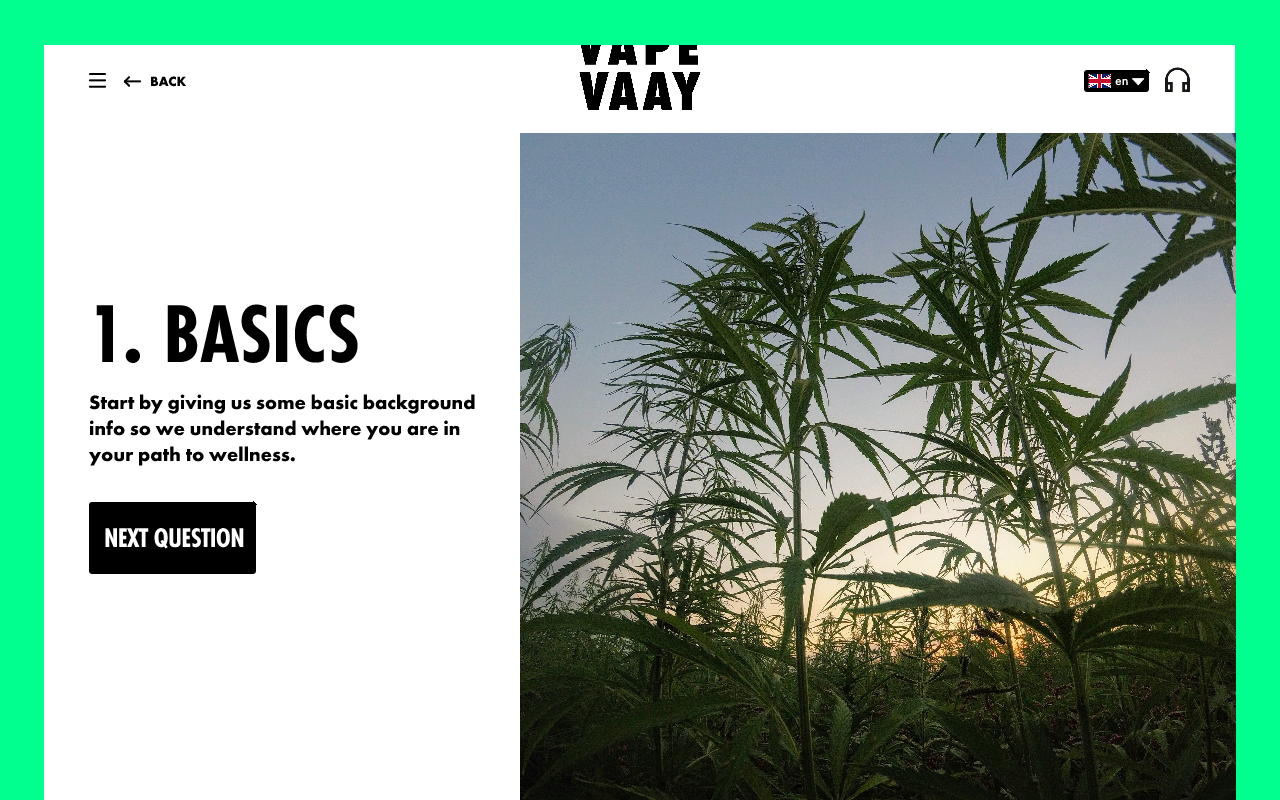 VAPE
VAAY
BACK
en
1. BASICS
Start by giving us some basic background
info so we understand where you are in
your path to wellness.
NEXT QUESTION